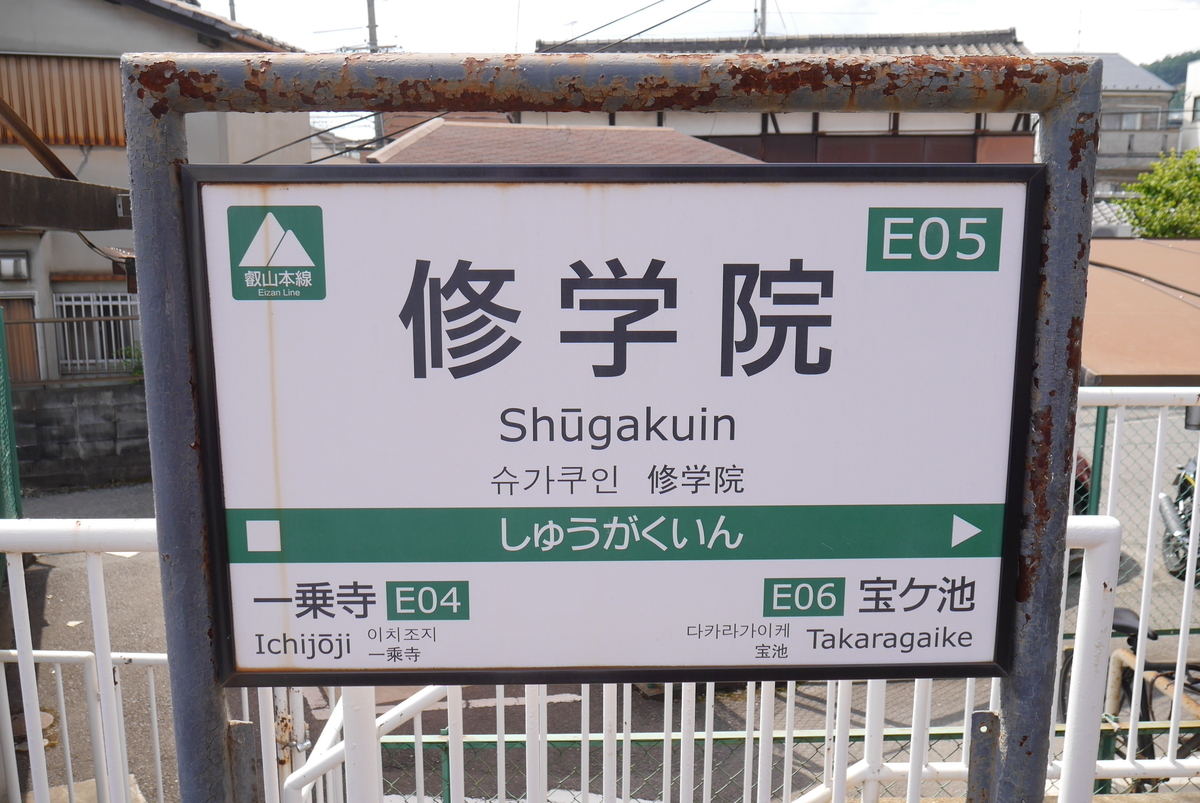 叡山本線
Eizan Line
E05
修学院
Shūgakuin
슈가쿠인 修学院
しゅうがくいん
一乗寺 E04
Ichijōji 이치조지
一乗寺
E06 宝ケ池
다카라가이케 Takaragaike
宝池